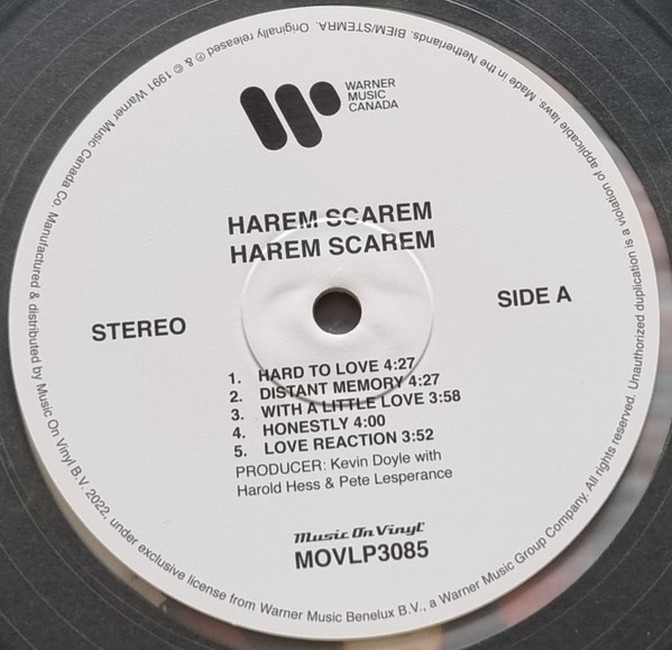 WARNER
MUSIC
CANADA
HAREM SCAREM
HAREM SCAREM
STEREO
SIDE A
1. HARD TO LOVE 4:27
2. DISTANT MEMORY 4:27
3. WITH A LITTLE LOVE 3:58
4. HONESTLY 4:00
5. LOVE REACTION 3:52
PRODUCER: Kevin Doyle with
Harold Hess & Pete Lesperance
Music On Vinyl
MOVLP3085
Originally released ℗ & © 1991 Warner Music Canada Co. Manufactured & distributed by Music On Vinyl B.V. 2022, under exclusive license from Warner Music Benelux B.V., a Warner Music Group Company. All rights reserved. Unauthorized duplication is a violation of applicable laws. Made in the Netherlands. BIEM/STEMRA.